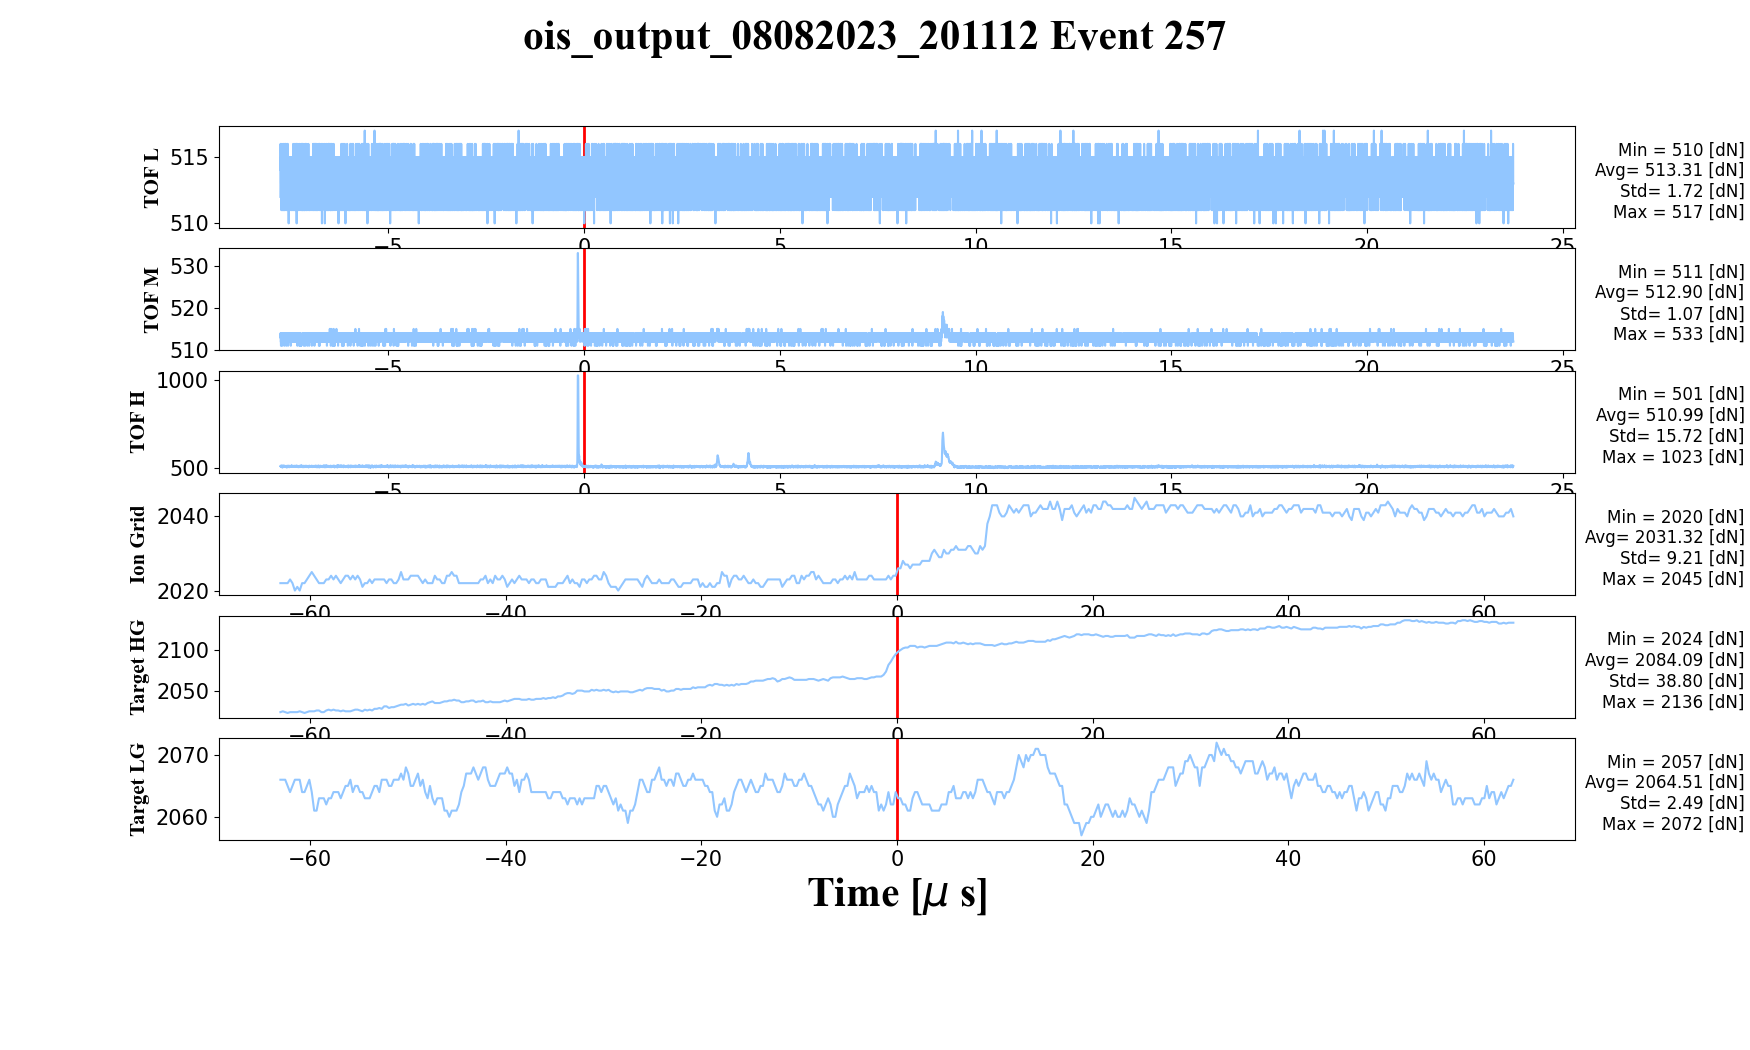 ois_output_08082023_201112 Event 257
TOF L
515
510
−5
0
5
10
15
20
25
Min = 510 [dN]
Avg= 513.31 [dN]
Std= 1.72 [dN]
Max = 517 [dN]
TOF M
530
520
510
−5
0
5
10
15
20
25
Min = 511 [dN]
Avg= 512.90 [dN]
Std= 1.07 [dN]
Max = 533 [dN]
TOF H
1000
500
−5
0
5
10
15
20
25
Min = 501 [dN]
Avg= 510.99 [dN]
Std= 15.72 [dN]
Max = 1023 [dN]
Ion Grid
2040
2020
−60
−40
−20
0
20
40
60
Min = 2020 [dN]
Avg= 2031.32 [dN]
Std= 9.21 [dN]
Max = 2045 [dN]
Target HG
2100
2050
−60
−40
−20
0
20
40
60
Min = 2024 [dN]
Avg= 2084.09 [dN]
Std= 38.80 [dN]
Max = 2136 [dN]
Target LG
2070
2060
−60
−40
−20
0
20
40
60
Min = 2057 [dN]
Avg= 2064.51 [dN]
Std= 2.49 [dN]
Max = 2072 [dN]
Time [μ s]